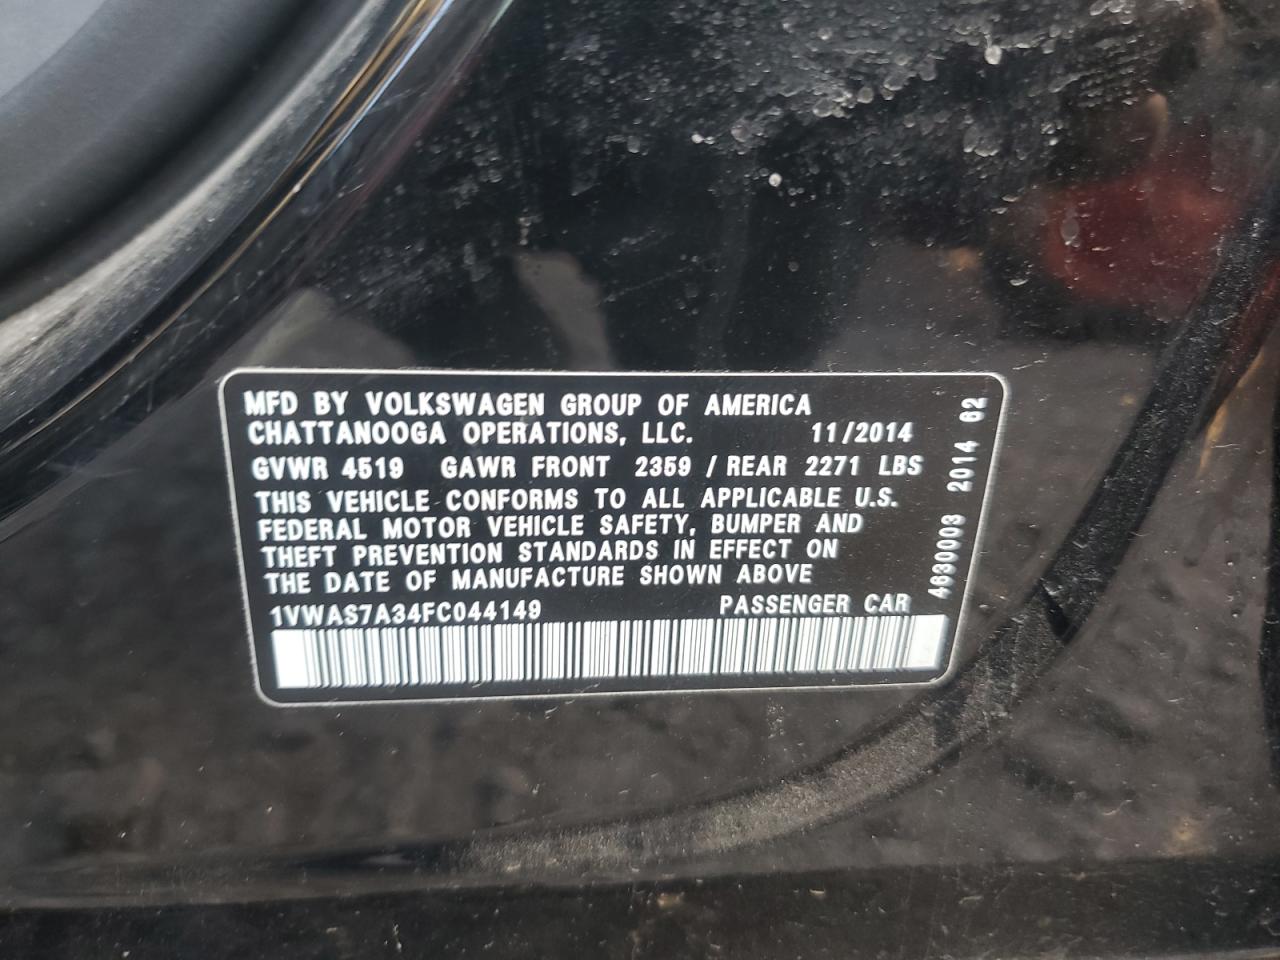 MFD BY VOLKSWAGEN GROUP OF AMERICA
CHATTANOOGA OPERATIONS, LLC. 11/2014
GVWR 4519 GAWR FRONT 2359 / REAR 2271 LBS
THIS VEHICLE CONFORMS TO ALL APPLICABLE U.S.
FEDERAL MOTOR VEHICLE SAFETY, BUMPER AND
THEFT PREVENTION STANDARDS IN EFFECT ON
THE DATE OF MANUFACTURE SHOWN ABOVE
1VWAS7A34FC044149 PASSENGER CAR
4630003 2014 62